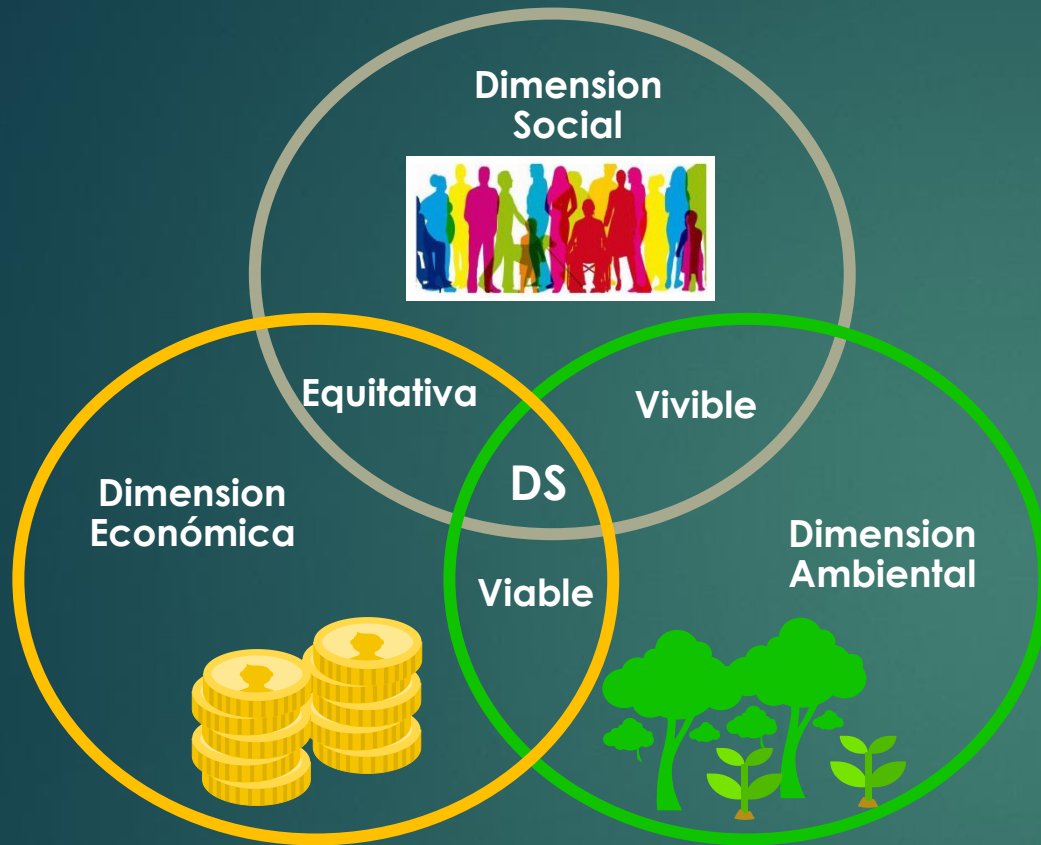 Dimension
Social
Equitativa
Vivible
DS
Dimension
Económica
Dimension
Ambiental
Viable